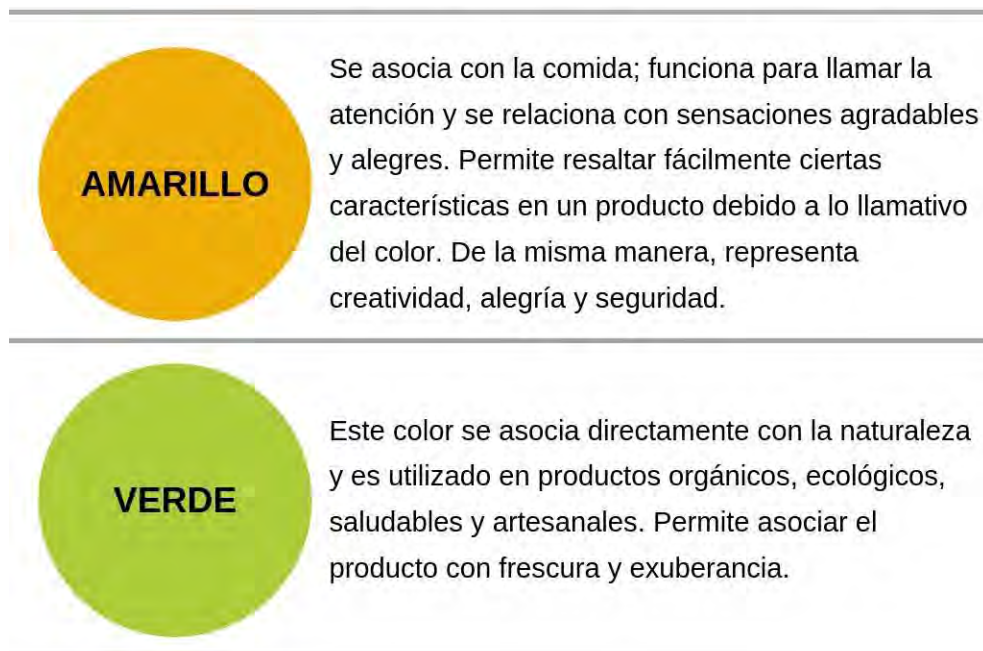 AMARILLO
Se asocia con la comida; funciona para llamar la
atención y se relaciona con sensaciones agradables
y alegres. Permite resaltar fácilmente ciertas
características en un producto debido a lo llamativo
del color. De la misma manera, representa
creatividad, alegría y seguridad.
VERDE
Este color se asocia directamente con la naturaleza
y es utilizado en productos orgánicos, ecológicos,
saludables y artesanales. Permite asociar el
producto con frescura y exuberancia.